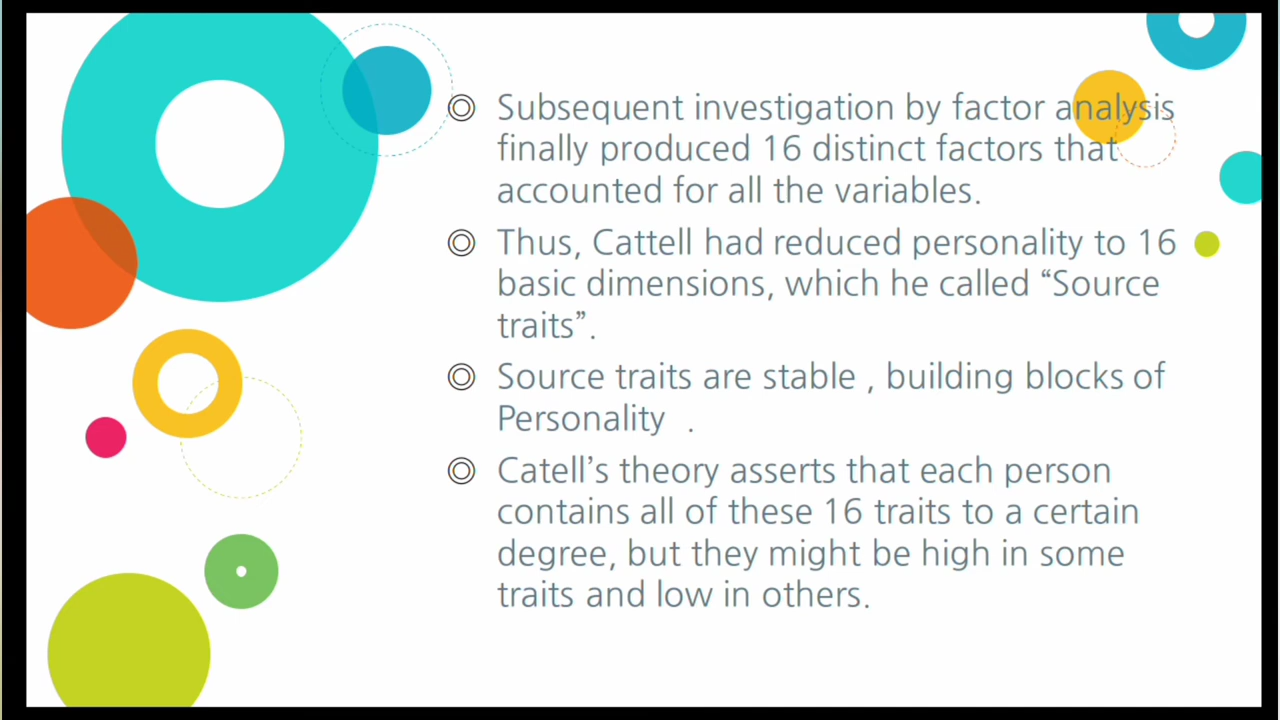 Subsequent investigation by factor analysis
finally produced 16 distinct factors that
accounted for all the variables.
Thus, Cattell had reduced personality to 16
basic dimensions, which he called “Source
traits”.
Source traits are stable , building blocks of
Personality  .
Catell’s theory asserts that each person
contains all of these 16 traits to a certain
degree, but they might be high in some
traits and low in others.